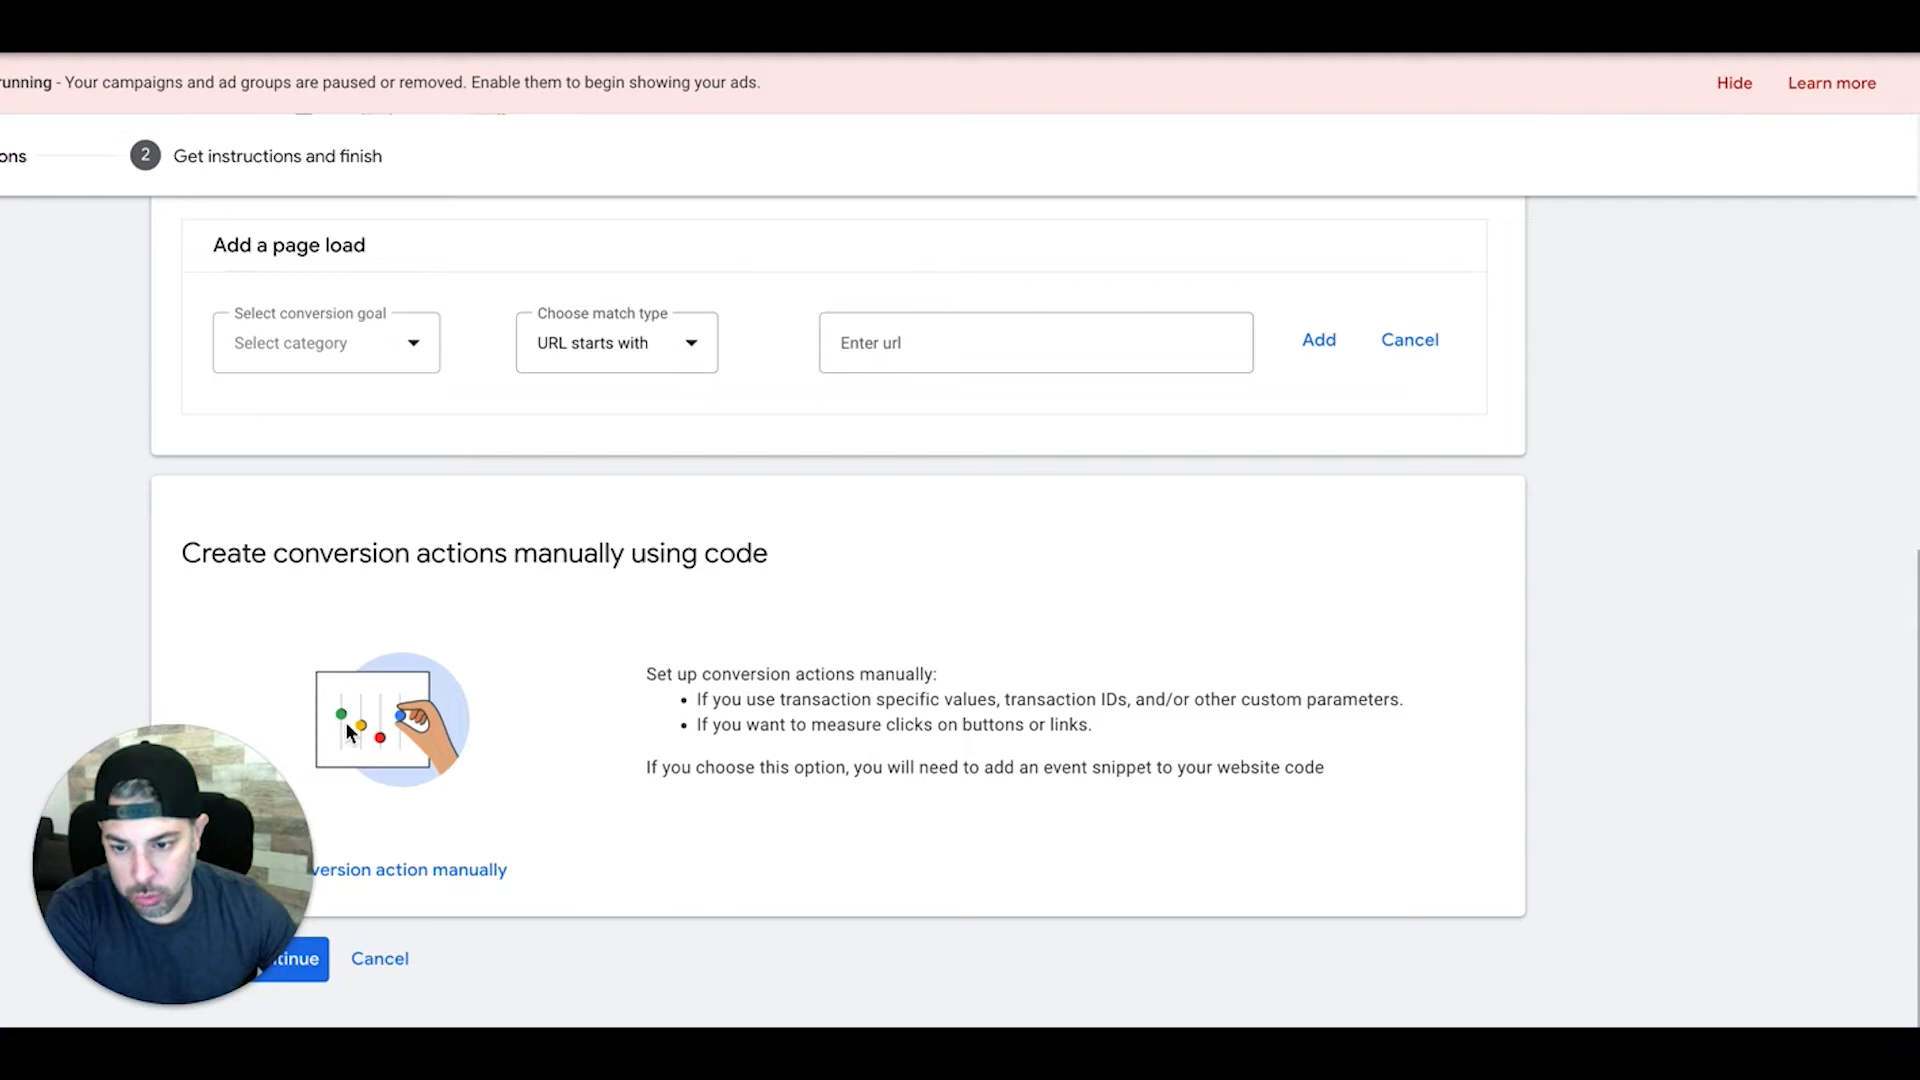 - Your campaigns and ad groups are paused or removed. Enable them to begin showing your ads.
Hide
Learn more
2
Get instructions and finish
Add a page load
Select conversion goal
Select category
Choose match type
URL starts with
Enter url
Add
Cancel
Create conversion actions manually using code
Set up conversion actions manually:
• If you use transaction specific values, transaction IDs, and/or other custom parameters.
• If you want to measure clicks on buttons or links.
If you choose this option, you will need to add an event snippet to your website code
action manually
Cancel